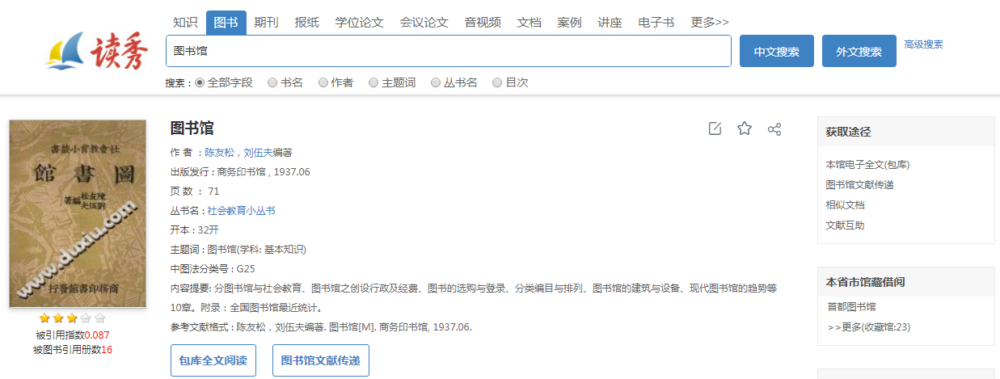 知识 图书 期刊 报纸 学位论文 会议论文 音视频 文档 案例 讲座 电子书 更多>>
读秀
图书馆
中文搜索
外文搜索
高级搜索
搜索： 全部字段 书名 作者 主题词 丛书名 目次
書叢小育教會社
館書圖
陳友松
劉伍夫
著編
www.duxiu.com
行發館書印務商
被引用指数0.087
被图书引用册数16
图书馆
作 者 ：陈友松，刘伍夫编著
出版发行 : 商务印书馆 , 1937.06
页 数 ： 71
丛书名 : 社会教育小丛书
开本 : 32开
主题词 : 图书馆(学科: 基本知识)
中图法分类号 : G25
内容提要: 分图书馆与社会教育、图书馆之创设行政及经费、图书的选购与登录、分类编目与排列、图书馆的建筑与设备、现代图书馆的趋势等
10章。附录：全国图书馆最近统计。
参考文献格式 : 陈友松，刘伍夫编著. 图书馆[M]. 商务印书馆, 1937.06.
包库全文阅读
图书馆文献传递
获取途径
本馆电子全文(包库)
图书馆文献传递
相似文档
文献互助
本省市馆藏借阅
首都图书馆
>>更多(收藏馆:23)